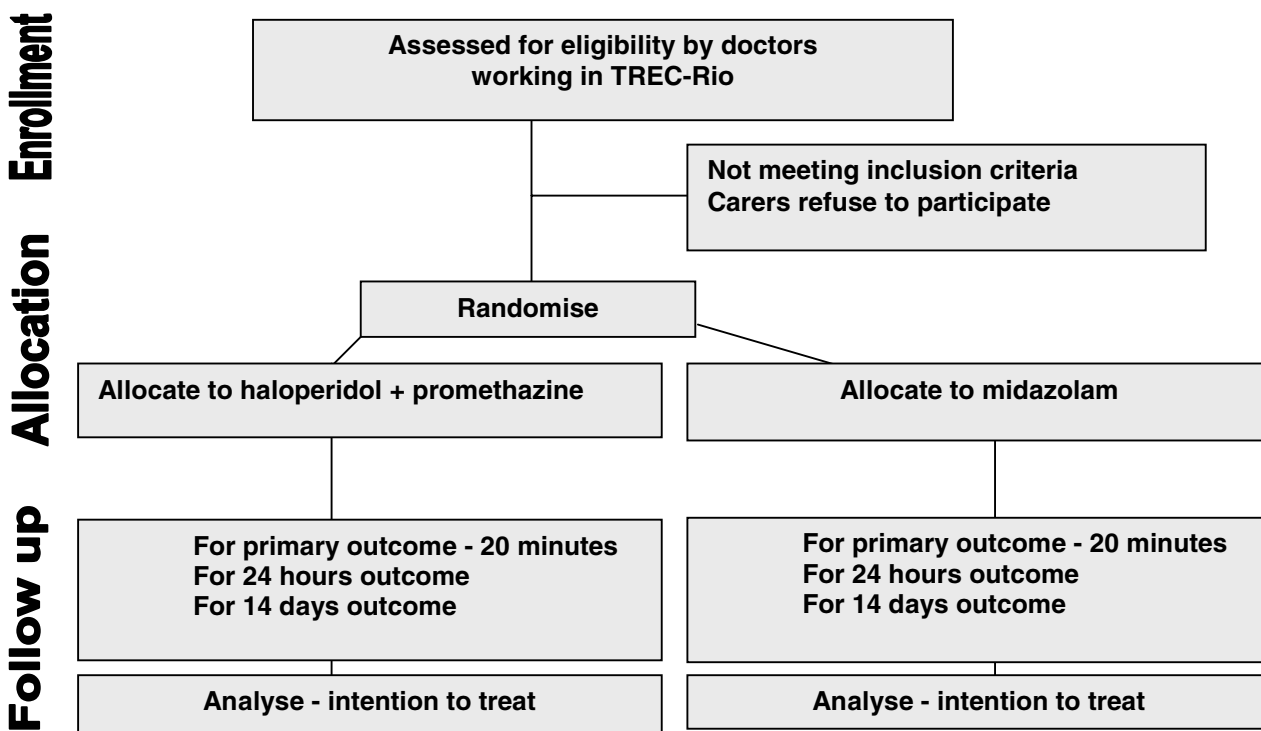 Enrollment
Assessed for eligibility by doctors
working in TREC-Rio
Not meeting inclusion criteria
Carers refuse to participate
Allocation
Randomise
Allocate to haloperidol + promethazine
Allocate to midazolam
Follow up
For primary outcome - 20 minutes
For 24 hours outcome
For 14 days outcome
For primary outcome - 20 minutes
For 24 hours outcome
For 14 days outcome
Analyse - intention to treat
Analyse - intention to treat